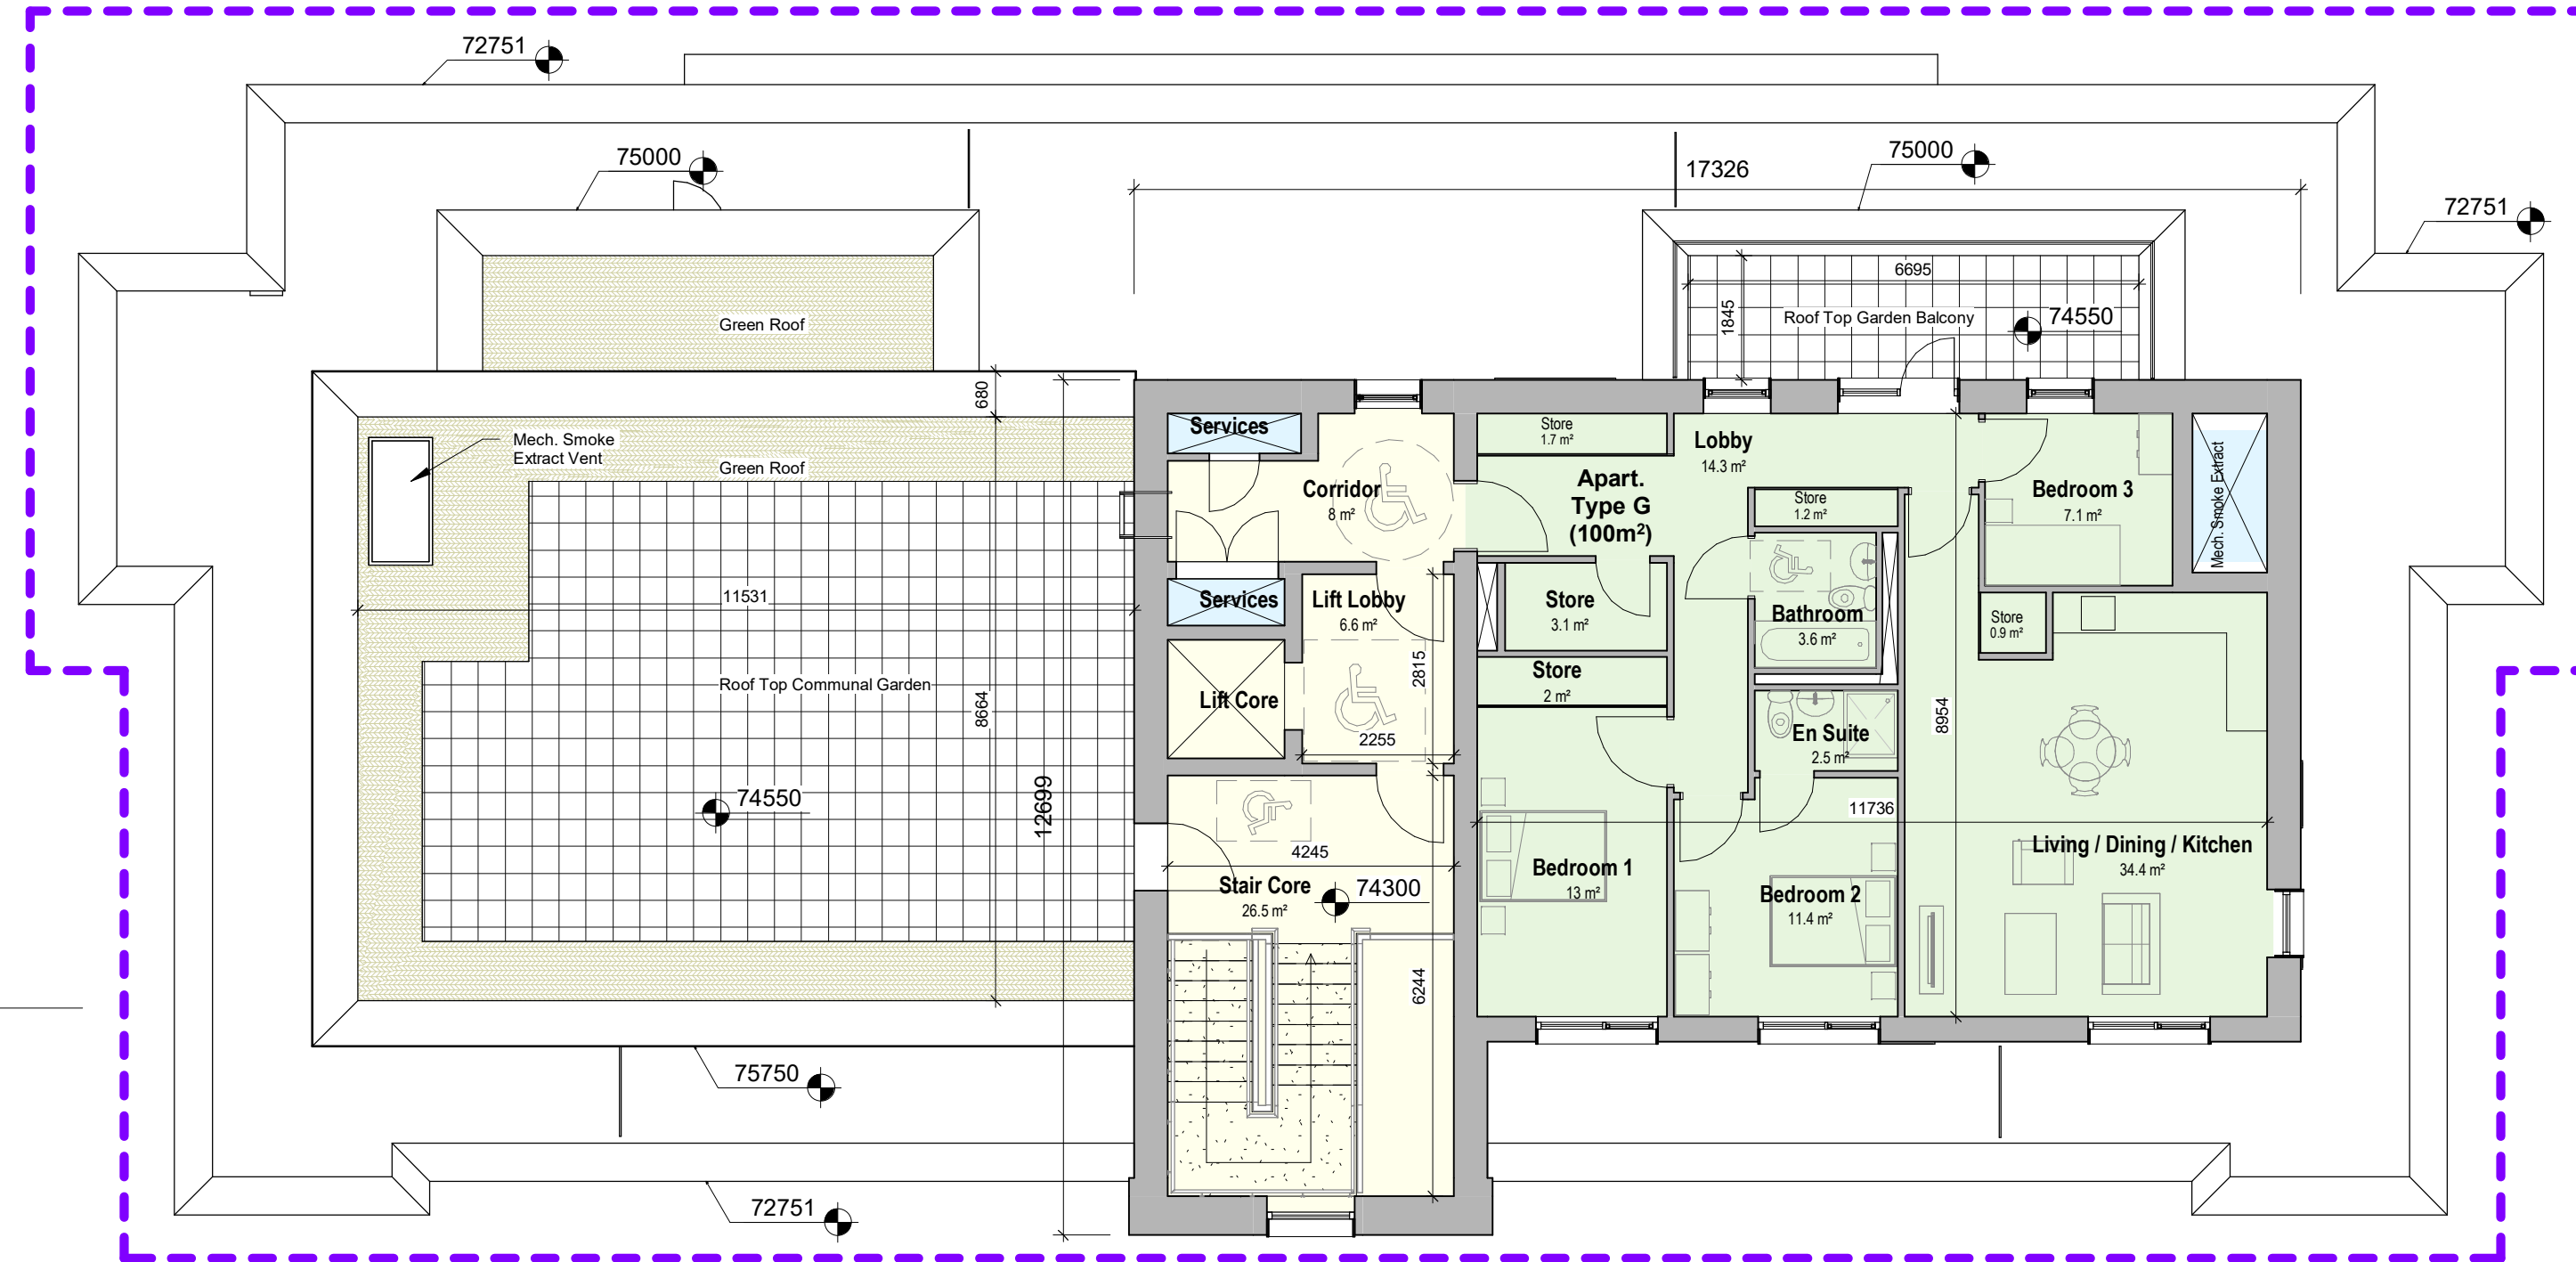 72751
75000
75000
17326
72751
6695
1845
Roof Top Garden Balcony
74550
Green Roof
680
Mech. Smoke
Extract Vent
Green Roof
Services
Store
1.7 m²
Lobby
14.3 m²
Corridor
8 m²
Apart.
Type G
(100m²)
Store
1.2 m²
Bedroom 3
7.1 m²
Mech. Smoke Extract
11531
Services
Lift Lobby
6.6 m²
Store
3.1 m²
Bathroom
3.6 m²
Store
0.9 m²
Roof Top Communal Garden
8664
Lift Core
2815
2255
Store
2 m²
En Suite
2.5 m²
8954
74550
12699
11736
4245
Stair Core
26.5 m²
74300
Bedroom 1
13 m²
Bedroom 2
11.4 m²
Living / Dining / Kitchen
34.4 m²
6244
75750
72751